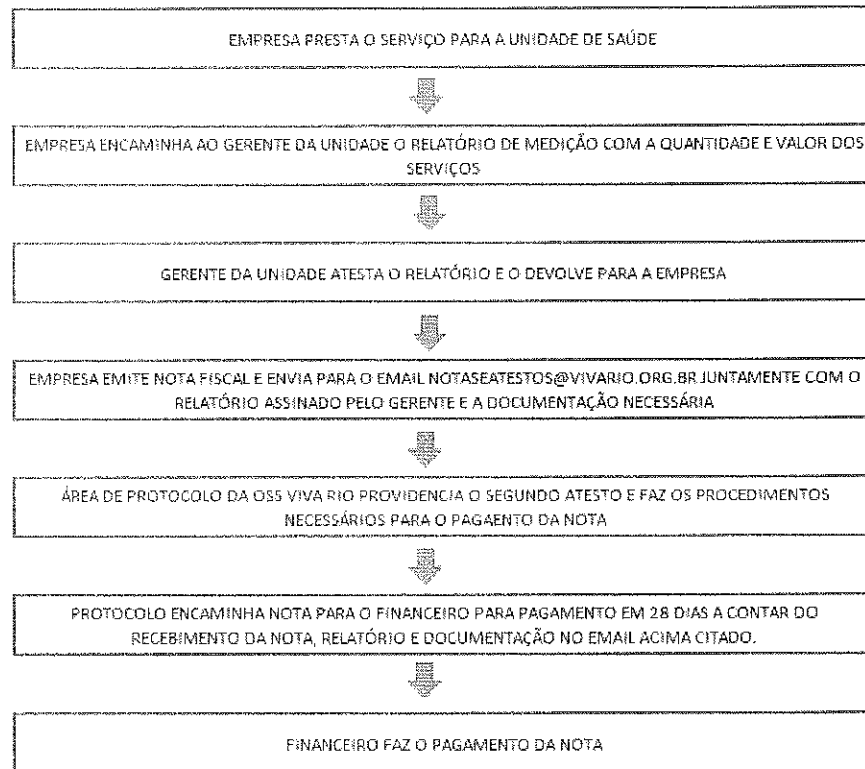 EMPRESA PRESTA O SERVIÇO PARA A UNIDADE DE SAÚDE
EMPRESA ENCAMINHA AO GERENTE DA UNIDADE O RELATÓRIO DE MEDIÇÃO COM A QUANTIDADE E VALOR DOS
SERVIÇOS
GERENTE DA UNIDADE ATESTA O RELATÓRIO E O DEVOLVE PARA A EMPRESA
EMPRESA EMITE NOTA FISCAL E ENVIA PARA O EMAIL NOTASEATESTOS@VIVARIO.ORG.BR JUNTAMENTE COM O
RELATÓRIO ASSINADO PELO GERENTE E A DOCUMENTAÇÃO NECESSÁRIA
ÁREA DE PROTOCOLO DA OSS VIVA RIO PROVIDENCIA O SEGUNDO ATESTO E FAZ OS PROCEDIMENTOS
NECESSÁRIOS PARA O PAGAENTO DA NOTA
PROTOCOLO ENCAMINHA NOTA PARA O FINANCEIRO PARA PAGAMENTO EM 28 DIAS A CONTAR DO
RECEBIMENTO DA NOTA, RELATÓRIO E DOCUMENTAÇÃO NO EMAIL ACIMA CITADO.
FINANCEIRO FAZ O PAGAMENTO DA NOTA